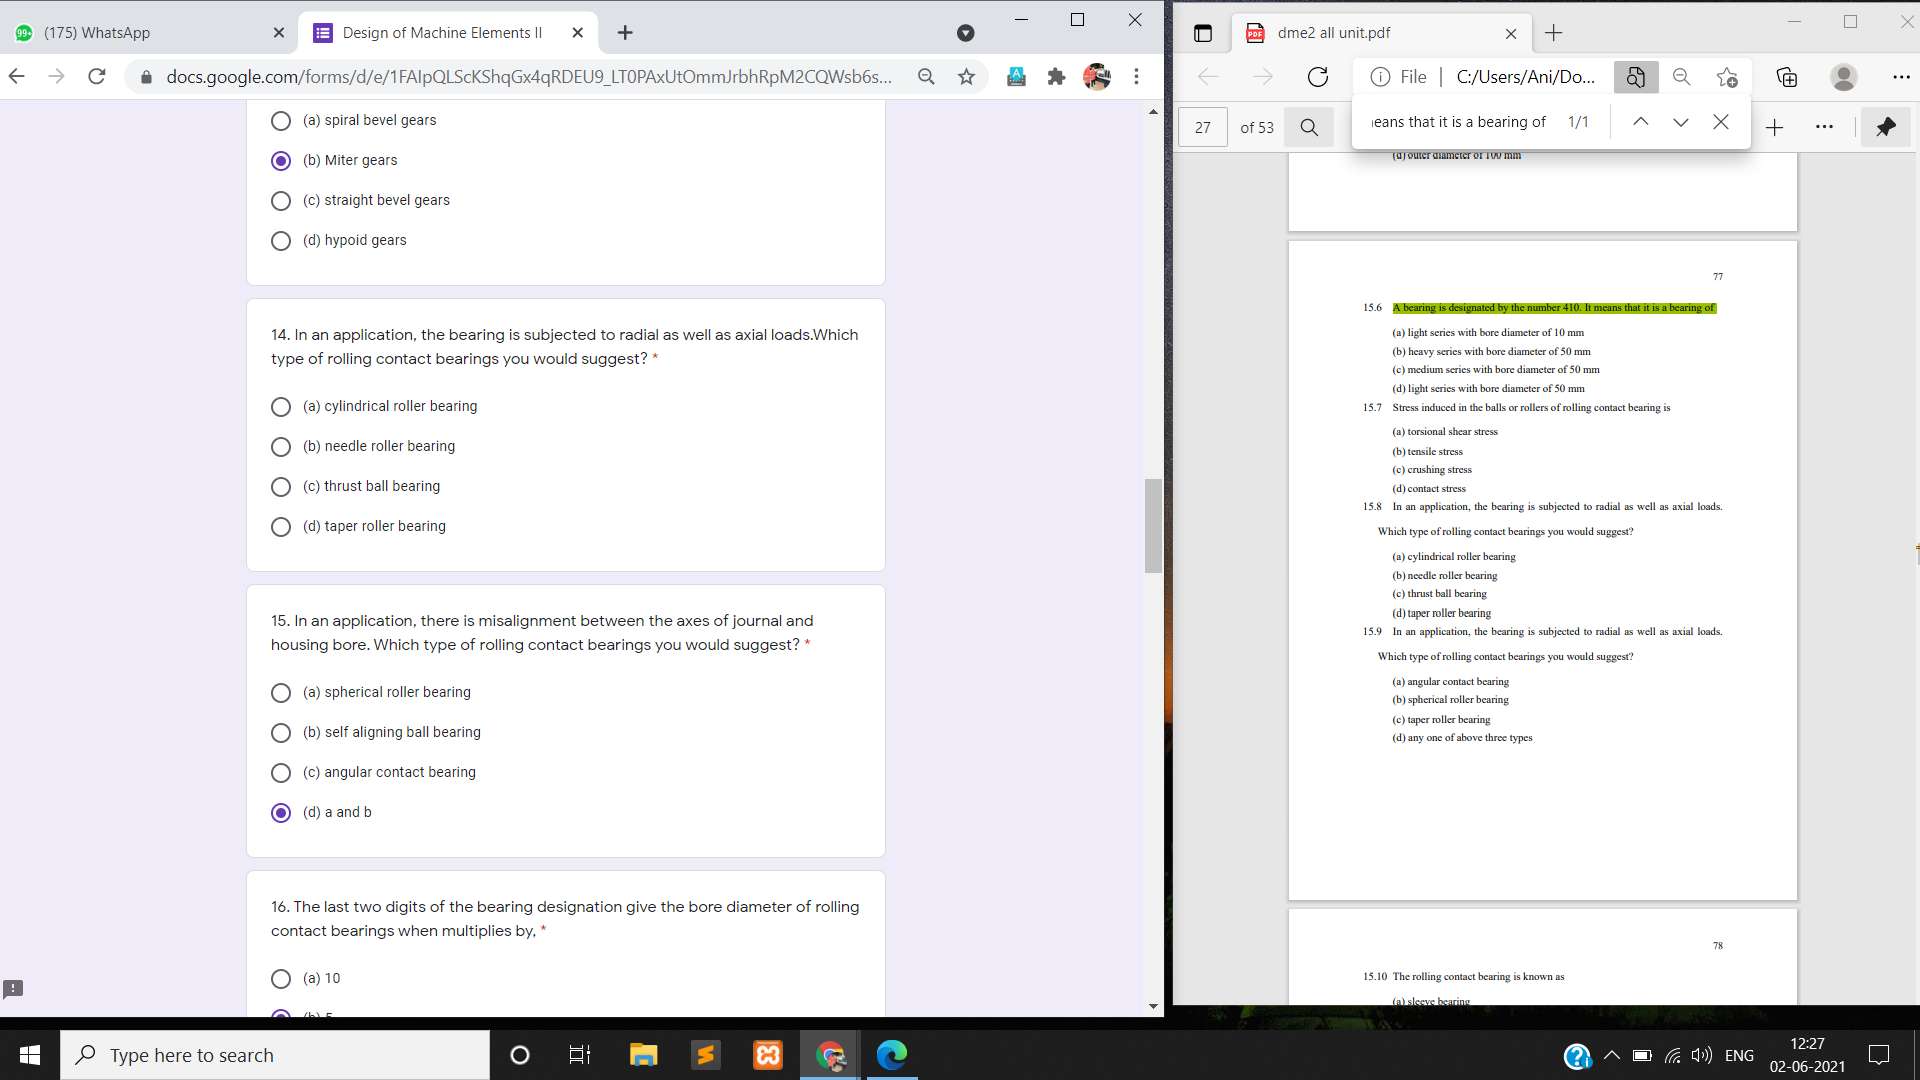 (175) WhatsApp
Design of Machine Elements II
docs.google.com/forms/d/e/1FAIpQLScKShqGx4qRDEU9_LT0PAxUtOmmJrbhRpM2CQWsb6s...
(a) spiral bevel gears
(b) Miter gears
(c) straight bevel gears
(d) hypoid gears
14. In an application, the bearing is subjected to radial as well as axial loads.Which
type of rolling contact bearings you would suggest? *
(a) cylindrical roller bearing
(b) needle roller bearing
(c) thrust ball bearing
(d) taper roller bearing
15. In an application, there is misalignment between the axes of journal and
housing bore. Which type of rolling contact bearings you would suggest? *
(a) spherical roller bearing
(b) self aligning ball bearing
(c) angular contact bearing
(d) a and b
16. The last two digits of the bearing designation give the bore diameter of rolling
contact bearings when multiplies by, *
(a) 10
(b) 5
dme2 all unit.pdf
File
C:/Users/Ani/Do...
27 of 53
means that it is a bearing of 1/1
(d) outer diameter of 100 mm
77
15.6 A bearing is designated by the number 410. It means that it is a bearing of
(a) light series with bore diameter of 10 mm
(b) heavy series with bore diameter of 50 mm
(c) medium series with bore diameter of 50 mm
(d) light series with bore diameter of 50 mm
15.7 Stress induced in the balls or rollers of rolling contact bearing is
(a) torsional shear stress
(b) tensile stress
(c) crushing stress
(d) contact stress
15.8 In an application, the bearing is subjected to radial as well as axial loads.
Which type of rolling contact bearings you would suggest?
(a) cylindrical roller bearing
(b) needle roller bearing
(c) thrust ball bearing
(d) taper roller bearing
15.9 In an application, the bearing is subjected to radial as well as axial loads.
Which type of rolling contact bearings you would suggest?
(a) angular contact bearing
(b) spherical roller bearing
(c) taper roller bearing
(d) any one of above three types
78
15.10 The rolling contact bearing is known as
(a) sleeve bearing
Type here to search
ENG
12:27
02-06-2021